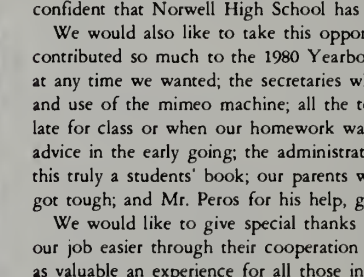 confident that Norwell High School has
We would also like to take this oppor
contributed so much to the 1980 Yearbo
at any time we wanted; the secretaries w
and use of the mimeo machine; all the t
late for class or when our homework wa
advice in the early going; the administrat
this truly a students' book; our parents w
got tough; and Mr. Peros for his help, g
We would like to give special thanks
our job easier through their cooperation
as valuable an experience for all those in